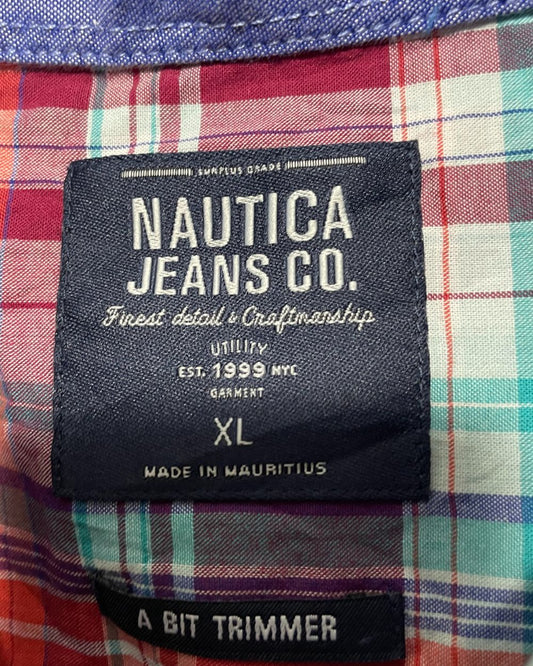 SURPLUS GRADE
NAUTICA
JEANS CO.
Finest detail & Craftmanship
UTILITY
EST. 1999 NYC
GARMENT
XL
MADE IN MAURITIUS
A BIT TRIMMER